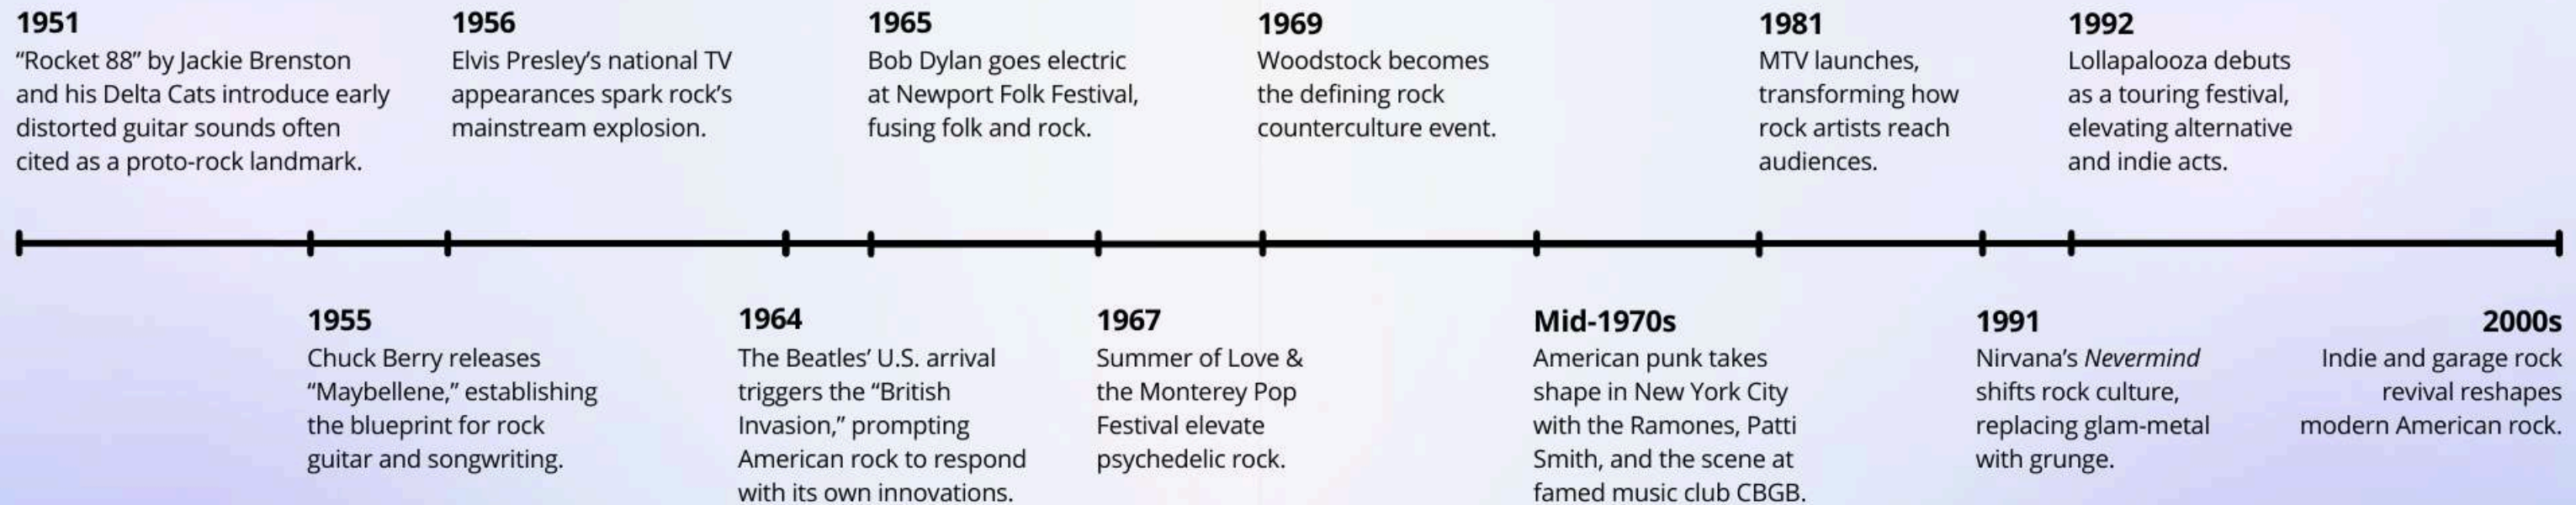 1951
“Rocket 88” by Jackie Brenston
and his Delta Cats introduce early
distorted guitar sounds often
cited as a proto-rock landmark.
1955
Chuck Berry releases
“Maybellene,” establishing
the blueprint for rock
guitar and songwriting.
1956
Elvis Presley’s national TV
appearances spark rock’s
mainstream explosion.
1964
The Beatles’ U.S. arrival
triggers the “British
Invasion,” prompting
American rock to respond
with its own innovations.
1965
Bob Dylan goes electric
at Newport Folk Festival,
fusing folk and rock.
1967
Summer of Love &
the Monterey Pop
Festival elevate
psychedelic rock.
1969
Woodstock becomes
the defining rock
counterculture event.
Mid-1970s
American punk takes
shape in New York City
with the Ramones, Patti
Smith, and the scene at
famed music club CBGB.
1981
MTV launches,
transforming how
rock artists reach
audiences.
1991
Nirvana’s Nevermind
shifts rock culture,
replacing glam-metal
with grunge.
1992
Lollapalooza debuts
as a touring festival,
elevating alternative
and indie acts.
2000s
Indie and garage rock
revival reshapes
modern American rock.